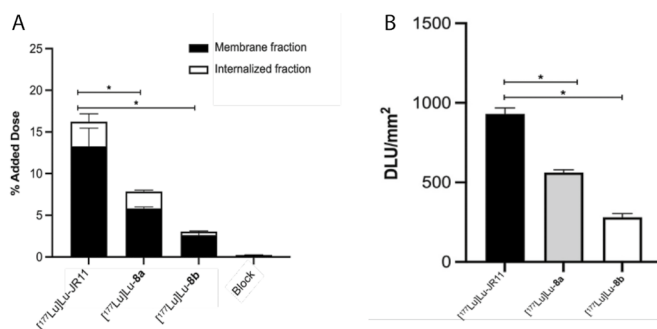 A
Membrane fraction
Internalized fraction
% Added Dose
25
20
15
10
5
0
*
*
[¹⁷⁷Lu]Lu-JR11
[¹⁷⁷Lu]Lu-8a
[¹⁷⁷Lu]Lu-8b
Block
B
DLU/mm²
1500
1000
500
0
*
*
[¹⁷⁷Lu]Lu-JR11
[¹⁷⁷Lu]Lu-8a
[¹⁷⁷Lu]Lu-8b